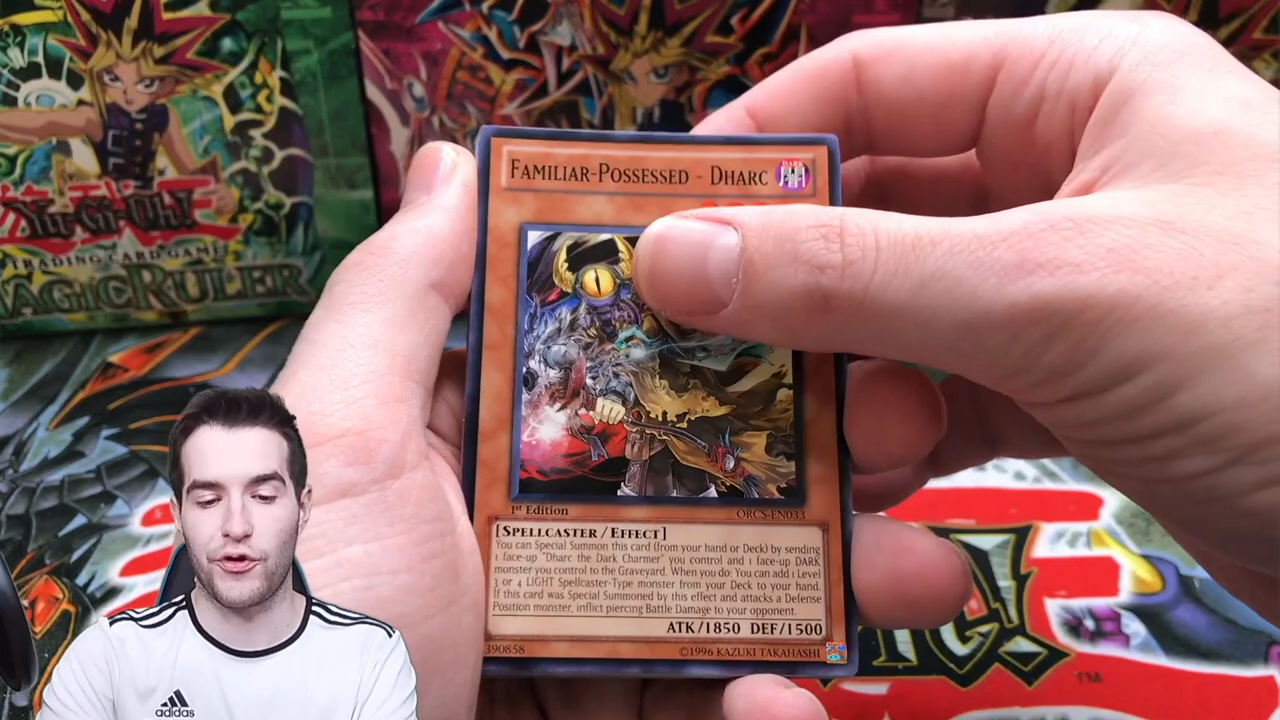 Yu-Gi-Oh!
TRADING CARD GAME
MAGIC RULER
FAMILIAR-POSSESSED - DHARC
DARK
1st Edition
ORCS-EN033
[SPELLCASTER / EFFECT]
You can Special Summon this card (from your hand or Deck) by sending
1 face-up "Dharc the Dark Charmer" you control and 1 face-up DARK
monster you control to the Graveyard. When you do: You can add 1 Level
3 or 4 LIGHT Spellcaster-Type monster from your Deck to your hand.
If this card was Special Summoned by this effect and attacks a Defense
Position monster, inflict piercing Battle Damage to your opponent.
ATK/1850 DEF/1500
390858
©1996 KAZUKI TAKAHASHI
adidas
TM